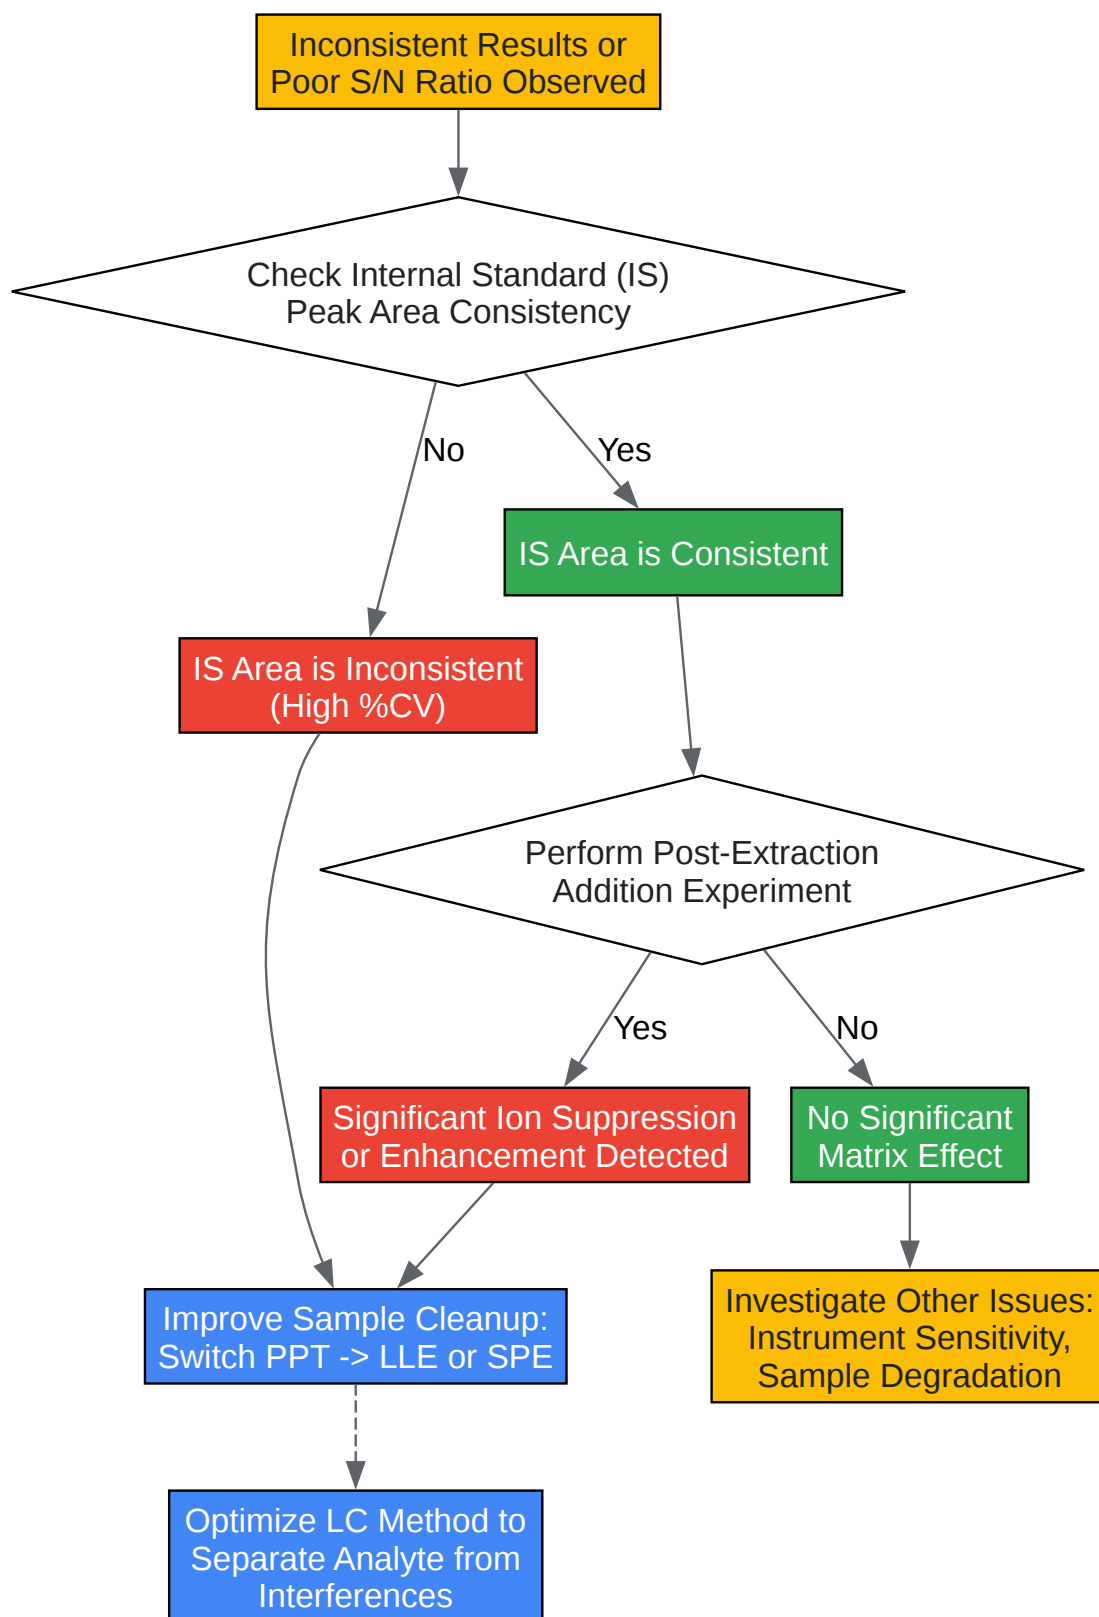 Inconsistent Results or
Poor S/N Ratio Observed
Check Internal Standard (IS)
Peak Area Consistency
No
Yes
IS Area is Consistent
IS Area is Inconsistent
(High %CV)
Perform Post-Extraction
Addition Experiment
Yes
No
Significant Ion Suppression
or Enhancement Detected
No Significant
Matrix Effect
Improve Sample Cleanup:
Switch PPT -> LLE or SPE
Investigate Other Issues:
Instrument Sensitivity,
Sample Degradation
Optimize LC Method to
Separate Analyte from
Interferences